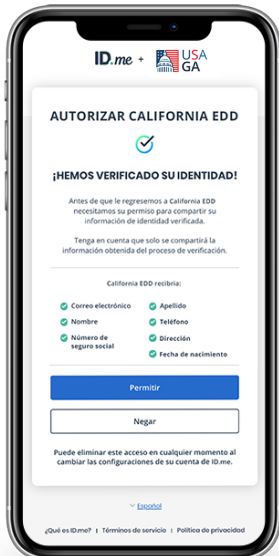 ID.me + USA
GA
AUTORIZAR CALIFORNIA EDD
¡HEMOS VERIFICADO SU IDENTIDAD!
Antes de que le regresemos a California EDD
necesitamos su permiso para compartir su
información de identidad verificada.
Tenga en cuenta que solo se compartirá la
información obtenida del proceso de verificación.
California EDD recibria:
Correo electrónico
Nombre
Número de
seguro social
Apellido
Teléfono
Dirección
Fecha de nacimiento
Permitir
Negar
Puede eliminar este acceso en cualquier momento al
cambiar las configuraciones de su cuenta de ID.me.
Español
¿Qué es ID.me? | Términos de servicio | Política de privacidad